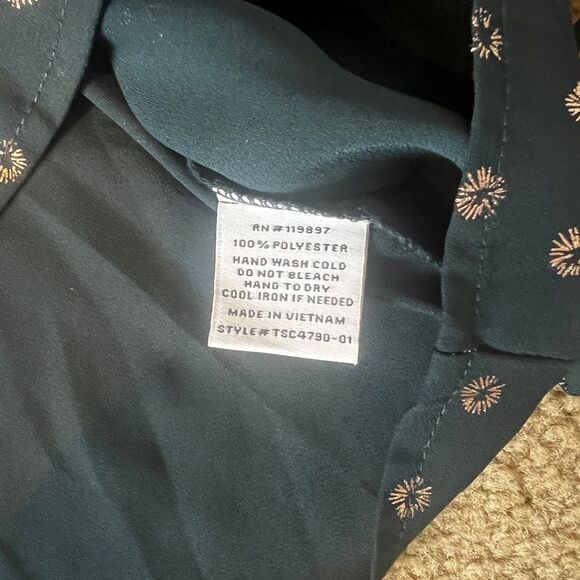 RN #119897
100% POLYESTER
HAND WASH COLD
DO NOT BLEACH
HANG TO DRY
COOL IRON IF NEEDED
MADE IN VIETNAM
STYLE# TSC4790-01